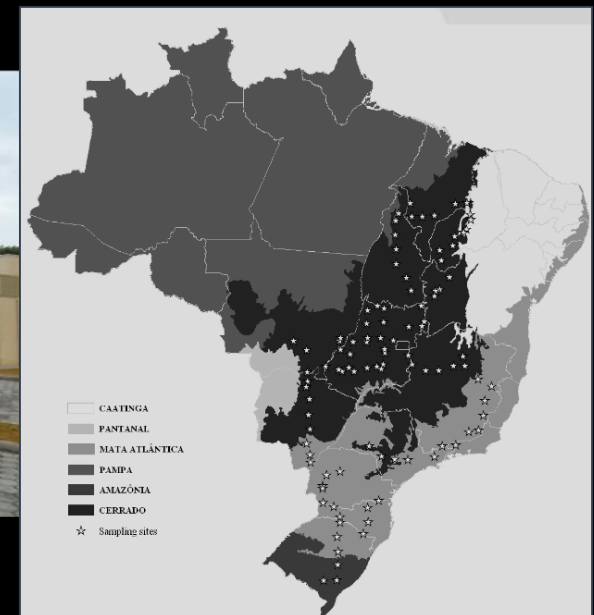 CAATINGA
PANTANAL
MATA ATLÂNTICA
PAMPA
AMAZÔNIA
CERRADO
Sampling sites